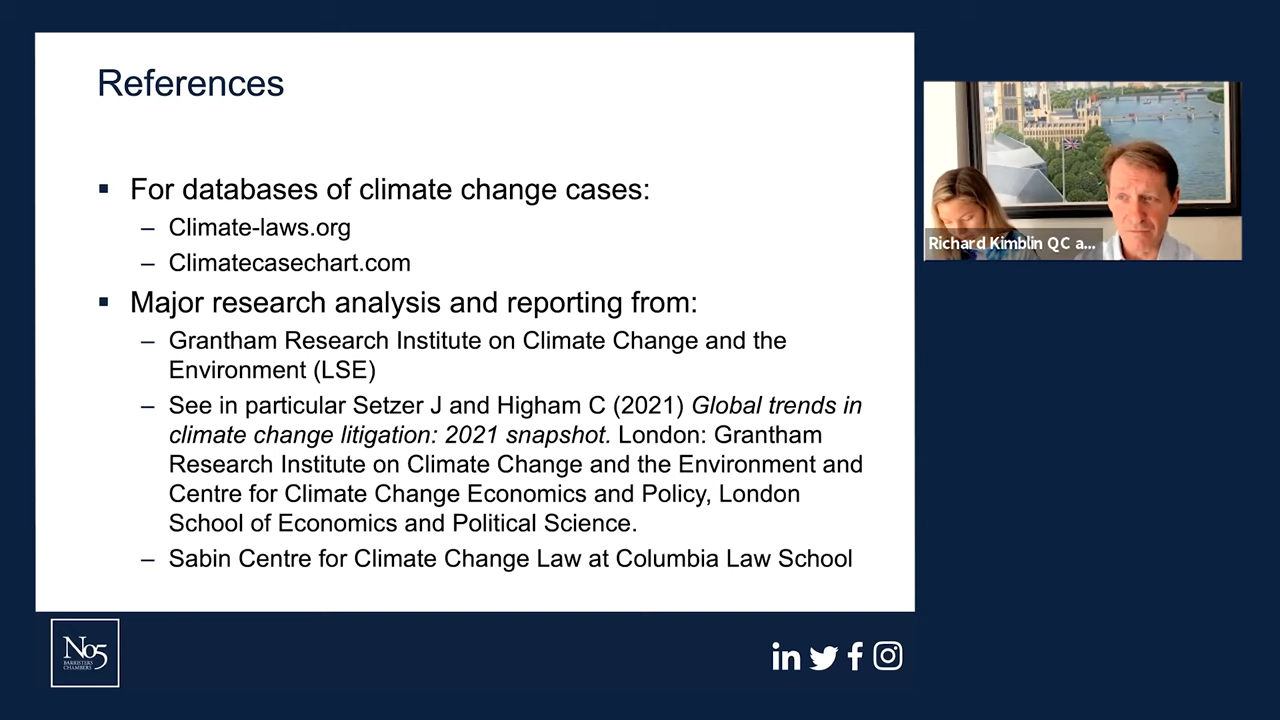 References
▪ For databases of climate change cases:
– Climate-laws.org
– Climatecasechart.com
▪ Major research analysis and reporting from:
– Grantham Research Institute on Climate Change and the
Environment (LSE)
– See in particular Setzer J and Higham C (2021) Global trends in
climate change litigation: 2021 snapshot. London: Grantham
Research Institute on Climate Change and the Environment and
Centre for Climate Change Economics and Policy, London
School of Economics and Political Science.
– Sabin Centre for Climate Change Law at Columbia Law School
Richard Kimblin QC a...
No5
BARRISTERS
CHAMBERS